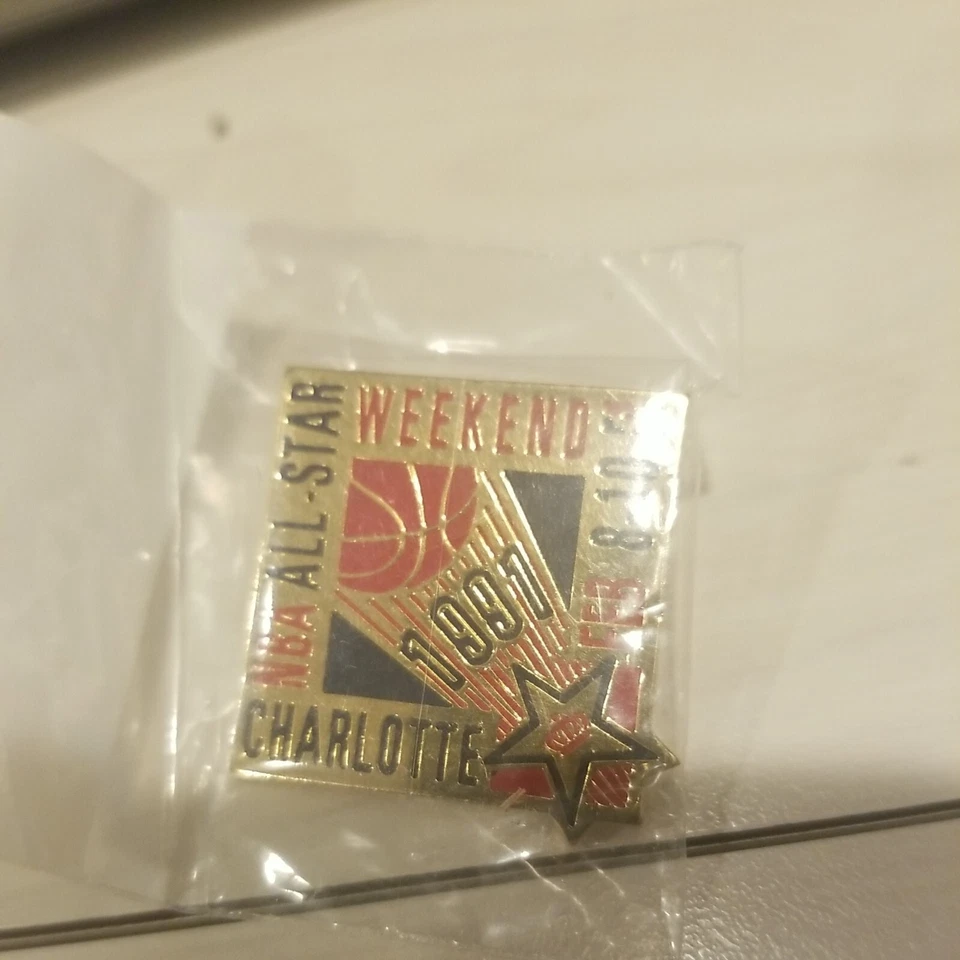 NBA ALL-STAR
WEEKEND
FEB 8-10
1991
CHARLOTTE